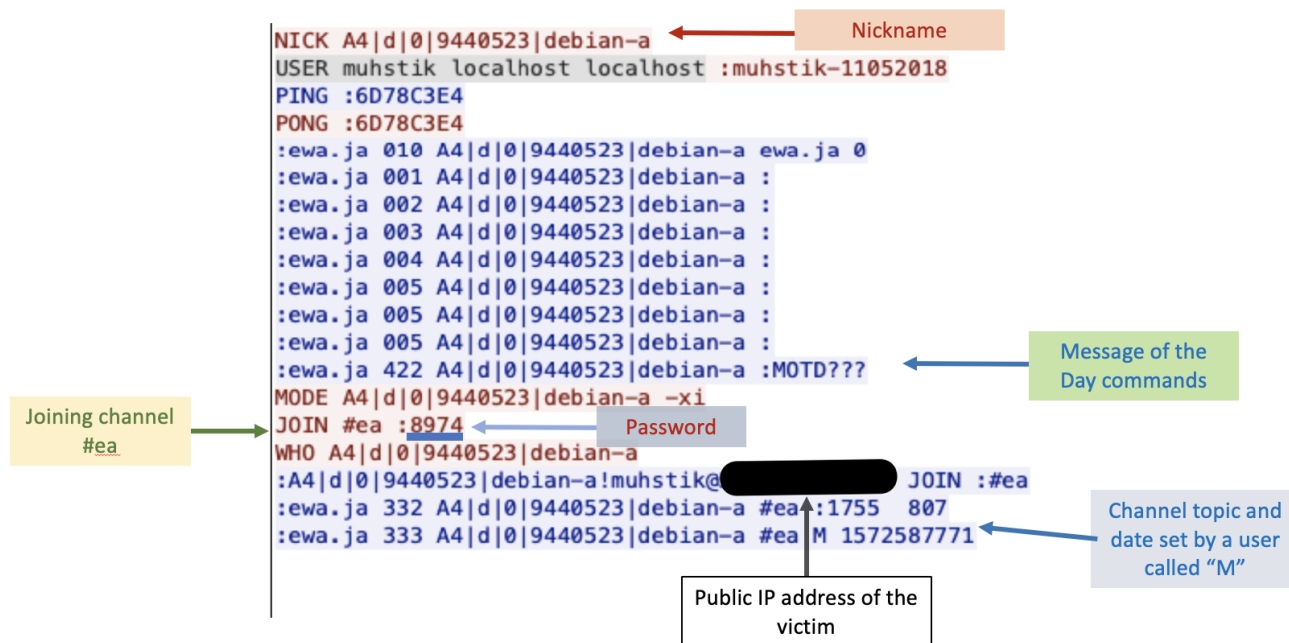 Nickname
NICK A4|d|0|9440523|debian-a
USER muhstik localhost localhost :muhstik-11052018
PING :6D78C3E4
PONG :6D78C3E4
:ewa.ja 010 A4|d|0|9440523|debian-a ewa.ja 0
:ewa.ja 001 A4|d|0|9440523|debian-a :
:ewa.ja 002 A4|d|0|9440523|debian-a :
:ewa.ja 003 A4|d|0|9440523|debian-a :
:ewa.ja 004 A4|d|0|9440523|debian-a :
:ewa.ja 005 A4|d|0|9440523|debian-a :
:ewa.ja 005 A4|d|0|9440523|debian-a :
:ewa.ja 005 A4|d|0|9440523|debian-a :
:ewa.ja 422 A4|d|0|9440523|debian-a :MOTD???
Message of the
Day commands
MODE A4|d|0|9440523|debian-a -xi
JOIN #ea :8974
Password
Joining channel
#ea
WHO A4|d|0|9440523|debian-a
:A4|d|0|9440523|debian-a!muhstik@ JOIN :#ea
:ewa.ja 332 A4|d|0|9440523|debian-a #ea :1755 807
:ewa.ja 333 A4|d|0|9440523|debian-a #ea M 1572587771
Channel topic and
date set by a user
called “M”
Public IP address of the
victim